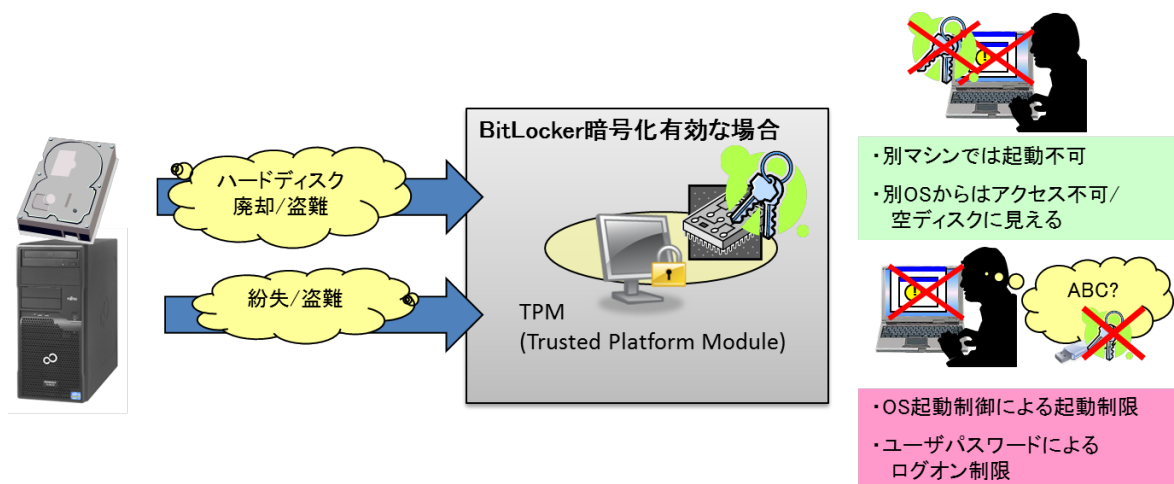 BitLocker暗号化有効な場合
ハードディスク
廃却/盗難
紛失/盗難
TPM
(Trusted Platform Module)
・別マシンでは起動不可
・別OSからはアクセス不可/
空ディスクに見える
ABC?
・OS起動制御による起動制限
・ユーザパスワードによる
ログオン制限